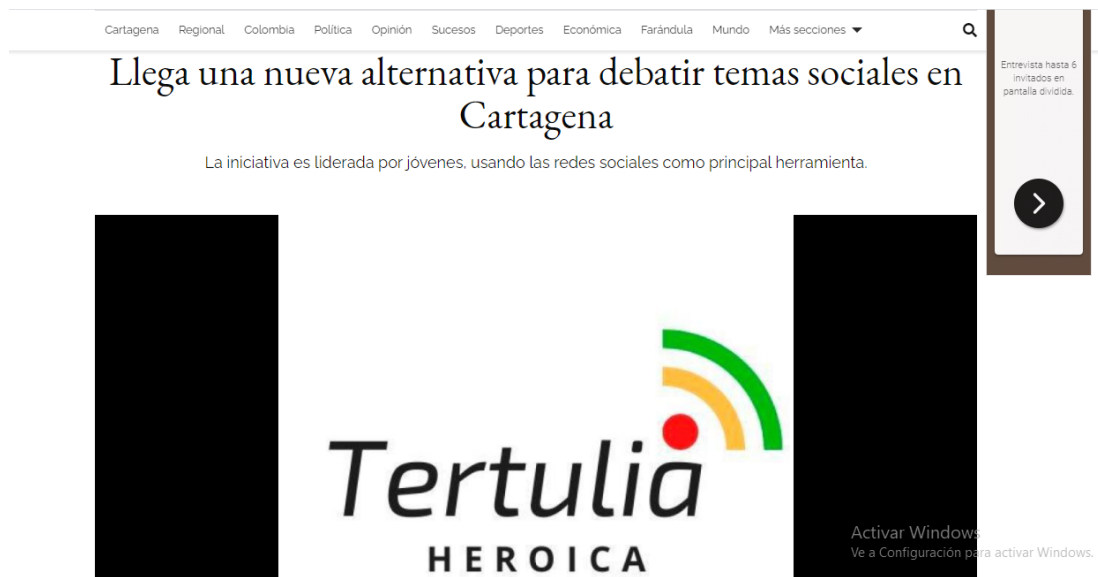 Cartagena Regional Colombia Política Opinión Sucesos Deportes Económica Farándula Mundo Más secciones
Llega una nueva alternativa para debatir temas sociales en
Cartagena
La iniciativa es liderada por jóvenes, usando las redes sociales como principal herramienta.
Entrevista hasta 6
invitados en
pantalla dividida.
Tertulia
HEROICA
Activar Windows
Ve a Configuración para activar Windows.